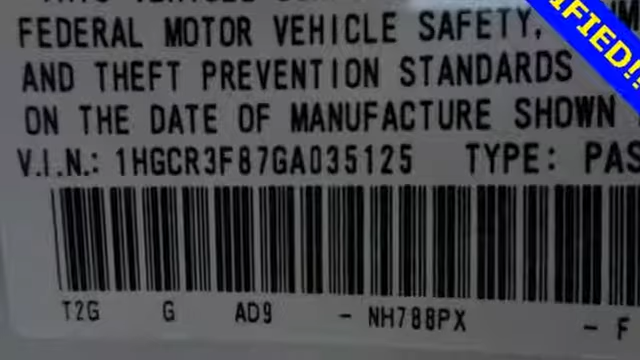 FEDERAL MOTOR VEHICLE SAFETY,
AND THEFT PREVENTION STANDARDS
ON THE DATE OF MANUFACTURE SHOWN
V.I.N.: 1HGCR3F87GA035125 TYPE: PAS
T2G G AD9 - NH788PX - F
IFIED!!